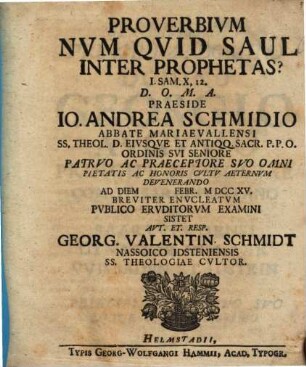 PROVERBIVM
NVM QVID SAUL
INTER PROPHETAS?
I. SAM. X, 12.
D. O. M. A.
PRAESIDE
IO. ANDREA SCHMIDIO
ABBATE MARIAEVALLENSI
SS. THEOL. D. EIVSQVE ET ANTIQQ. SACR. P. P. O.
ORDINIS SVI SENIORE
PATRVO AC PRAECEPTORE SVO OMNI
PIETATIS AC HONORIS CVLTV AETERNVM
DEVENERANDO
AD DIEM FEBR. M DCC XV.
BREVITER ENVCLEATVM
PVBLICO ERVDITORVM EXAMINI
SISTET
AVT. ET. RESP.
GEORG. VALENTIN. SCHMIDT
NASSOICO IDSTENIENSIS
SS. THEOLOGIAE CVLTOR.
HELMSTADII,
TYPIS GEORG-WOLFGANGI HAMMII, ACAD, TYPOGR.